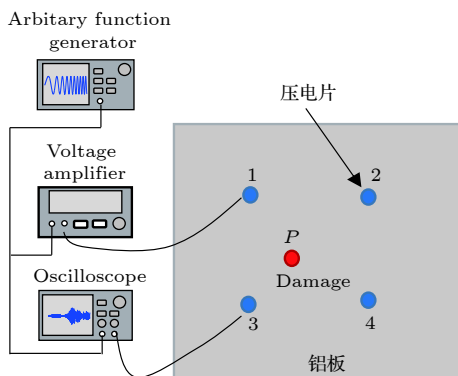 Arbitary function
generator
压电片
Voltage
amplifier
1
2
P
Oscilloscope
Damage
3
4
铝板